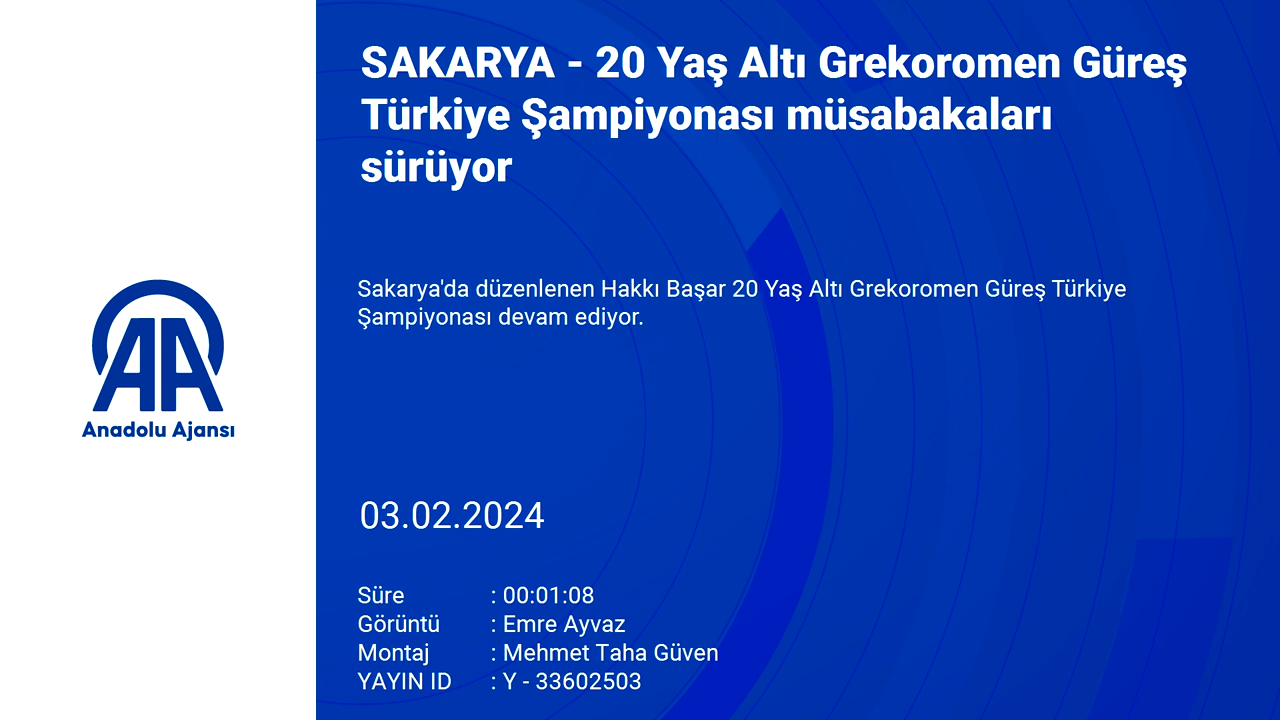 SAKARYA - 20 Yaş Altı Grekoromen Güreş
Türkiye Şampiyonası müsabakaları
sürüyor
Sakarya'da düzenlenen Hakkı Başar 20 Yaş Altı Grekoromen Güreş Türkiye
Şampiyonası devam ediyor.
AA
Anadolu Ajansı
03.02.2024
Süre : 00:01:08
Görüntü : Emre Ayvaz
Montaj : Mehmet Taha Güven
YAYIN ID : Y - 33602503